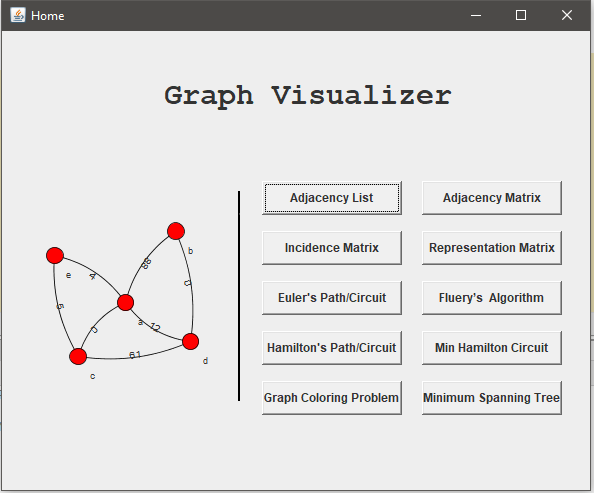 Home
Graph Visualizer
Adjacency List
Adjacency Matrix
Incidence Matrix
Representation Matrix
Euler's Path/Circuit
Fluery's Algorithm
Hamilton's Path/Circuit
Min Hamilton Circuit
Graph Coloring Problem
Minimum Spanning Tree
b
88
e
4
a
12
61
d
c